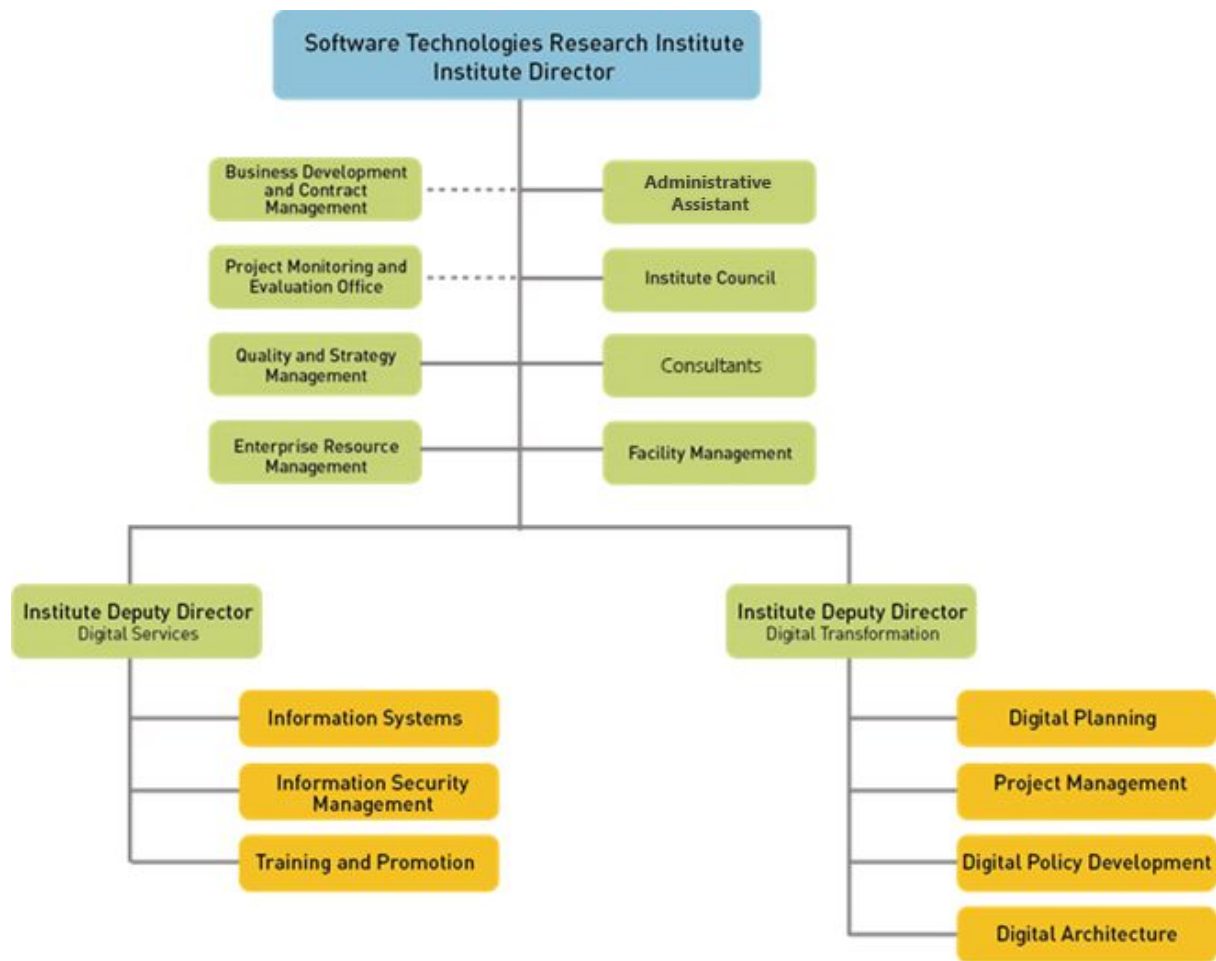 Software Technologies Research Institute
Institute Director
Business Development
and Contract
Management
Administrative
Assistant
Project Monitoring and
Evaluation Office
Institute Council
Quality and Strategy
Management
Consultants
Enterprise Resource
Management
Facility Management
Institute Deputy Director
Digital Services
Institute Deputy Director
Digital Transformation
Information Systems
Information Security
Management
Training and Promotion
Digital Planning
Project Management
Digital Policy Development
Digital Architecture